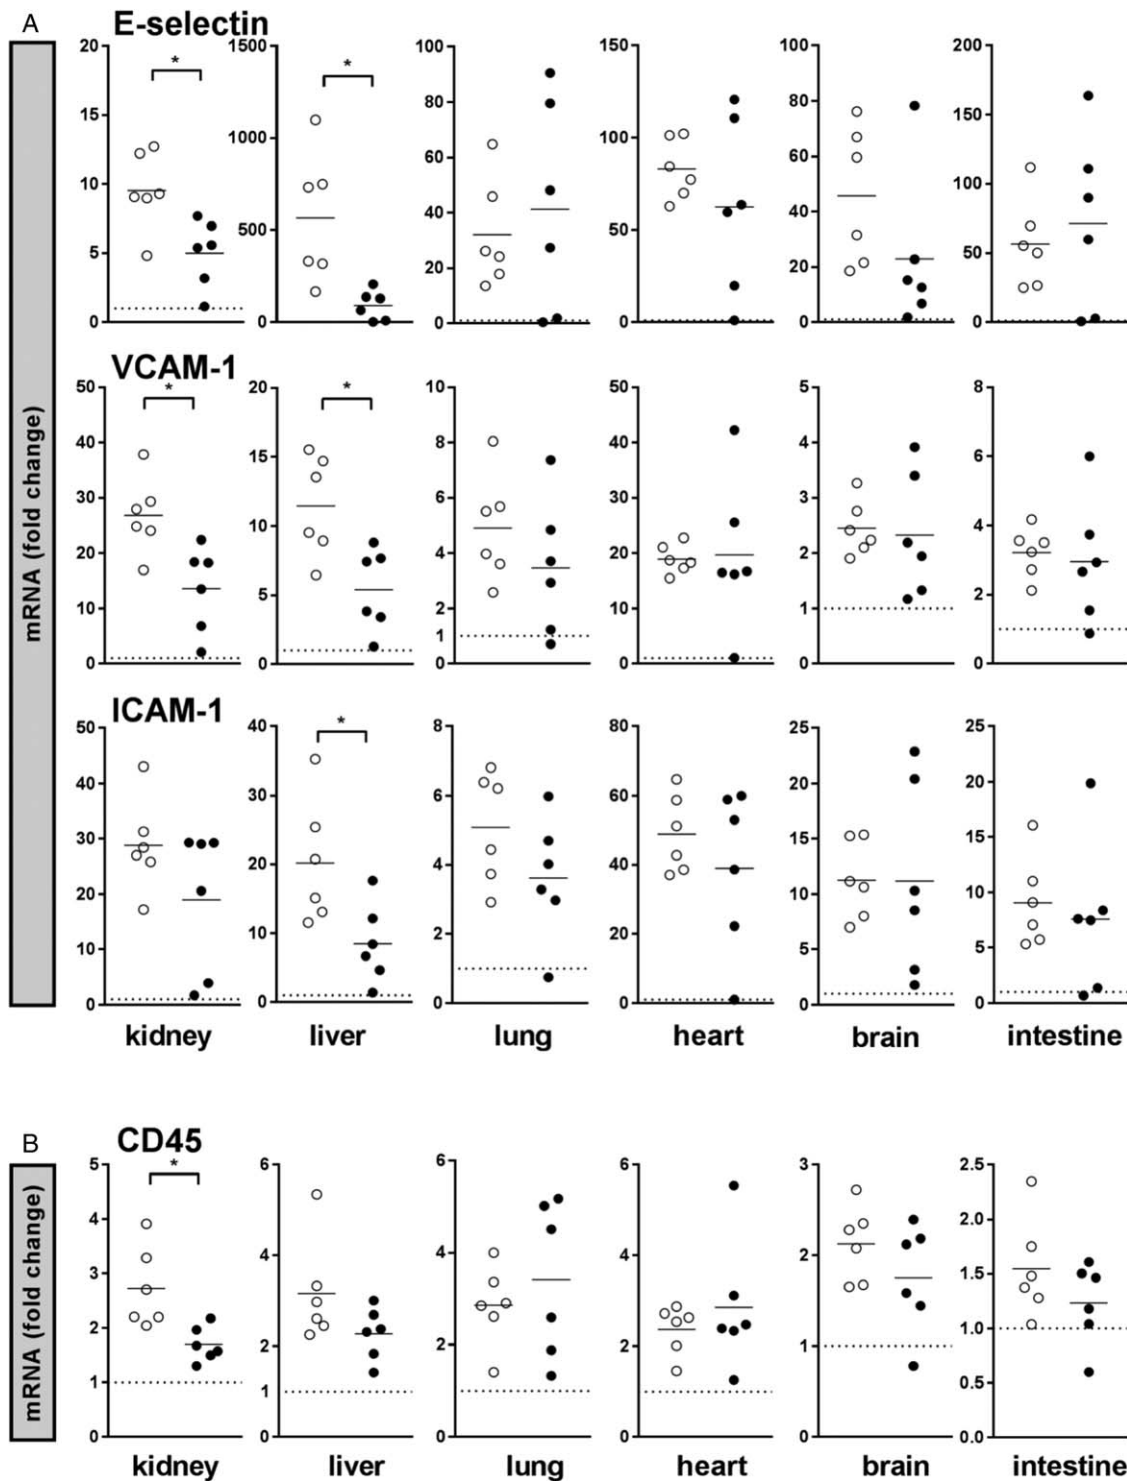 A
E-selectin
mRNA (fold change)
20 15 10 5 0
*
1500 1000 500 0
*
100 80 60 40 20 0
150 100 50 0
100 80 60 40 20 0
200 150 100 50 0
VCAM-1
50 40 30 20 10 0
*
20 15 10 5 0
*
10 8 6 4 2 1 0
50 40 30 20 10 0
5 4 3 2 1 0
8 6 4 2 0
ICAM-1
50 40 30 20 10 0
40 30 20 10 0
*
8 6 4 2 0
80 60 40 20 0
25 20 15 10 5 0
25 20 15 10 5 0
kidney liver lung heart brain intestine
B
CD45
mRNA (fold change)
5 4 3 2 1 0
*
6 4 2 1 0
6 4 2 0
6 4 2 0
3 2 1 0
2.5 2.0 1.5 1.0 0.5 0.0
kidney liver lung heart brain intestine